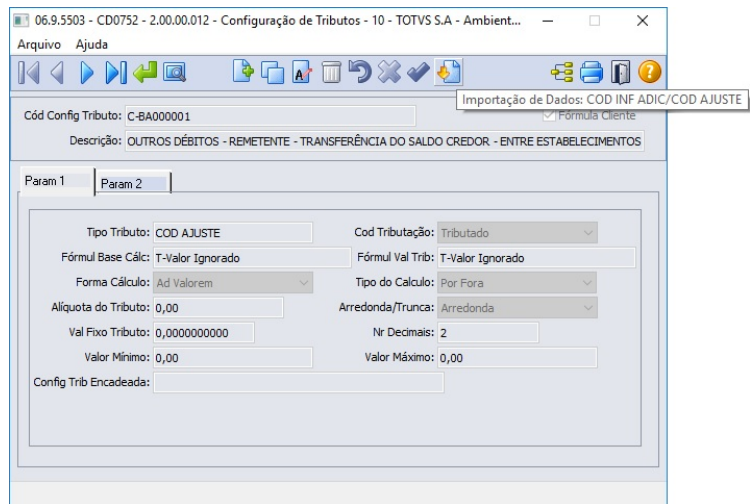 06.9.5503 - CD0752 - 2.00.00.012 - Configuração de Tributos - 10 - TOTVS S.A - Ambient...
Arquivo Ajuda
Importação de Dados: COD INF ADIC/COD AJUSTE
Cód Config Tributo: C-BA000001 Fórmula Cliente
Descrição: OUTROS DÉBITOS - REMETENTE - TRANSFERÊNCIA DO SALDO CREDOR - ENTRE ESTABELECIMENTOS
Param 1 Param 2
Tipo Tributo: COD AJUSTE Cod Tributação: Tributado
Fórmul Base Cálc: T-Valor Ignorado Fórmul Val Trib: T-Valor Ignorado
Forma Cálculo: Ad Valorem Tipo do Calculo: Por Fora
Alíquota do Tributo: 0,00 Arredonda/Trunca: Arredonda
Val Fixo Tributo: 0,0000000000 Nr Decimais: 2
Valor Mínimo: 0,00 Valor Máximo: 0,00
Config Trib Encadeada: